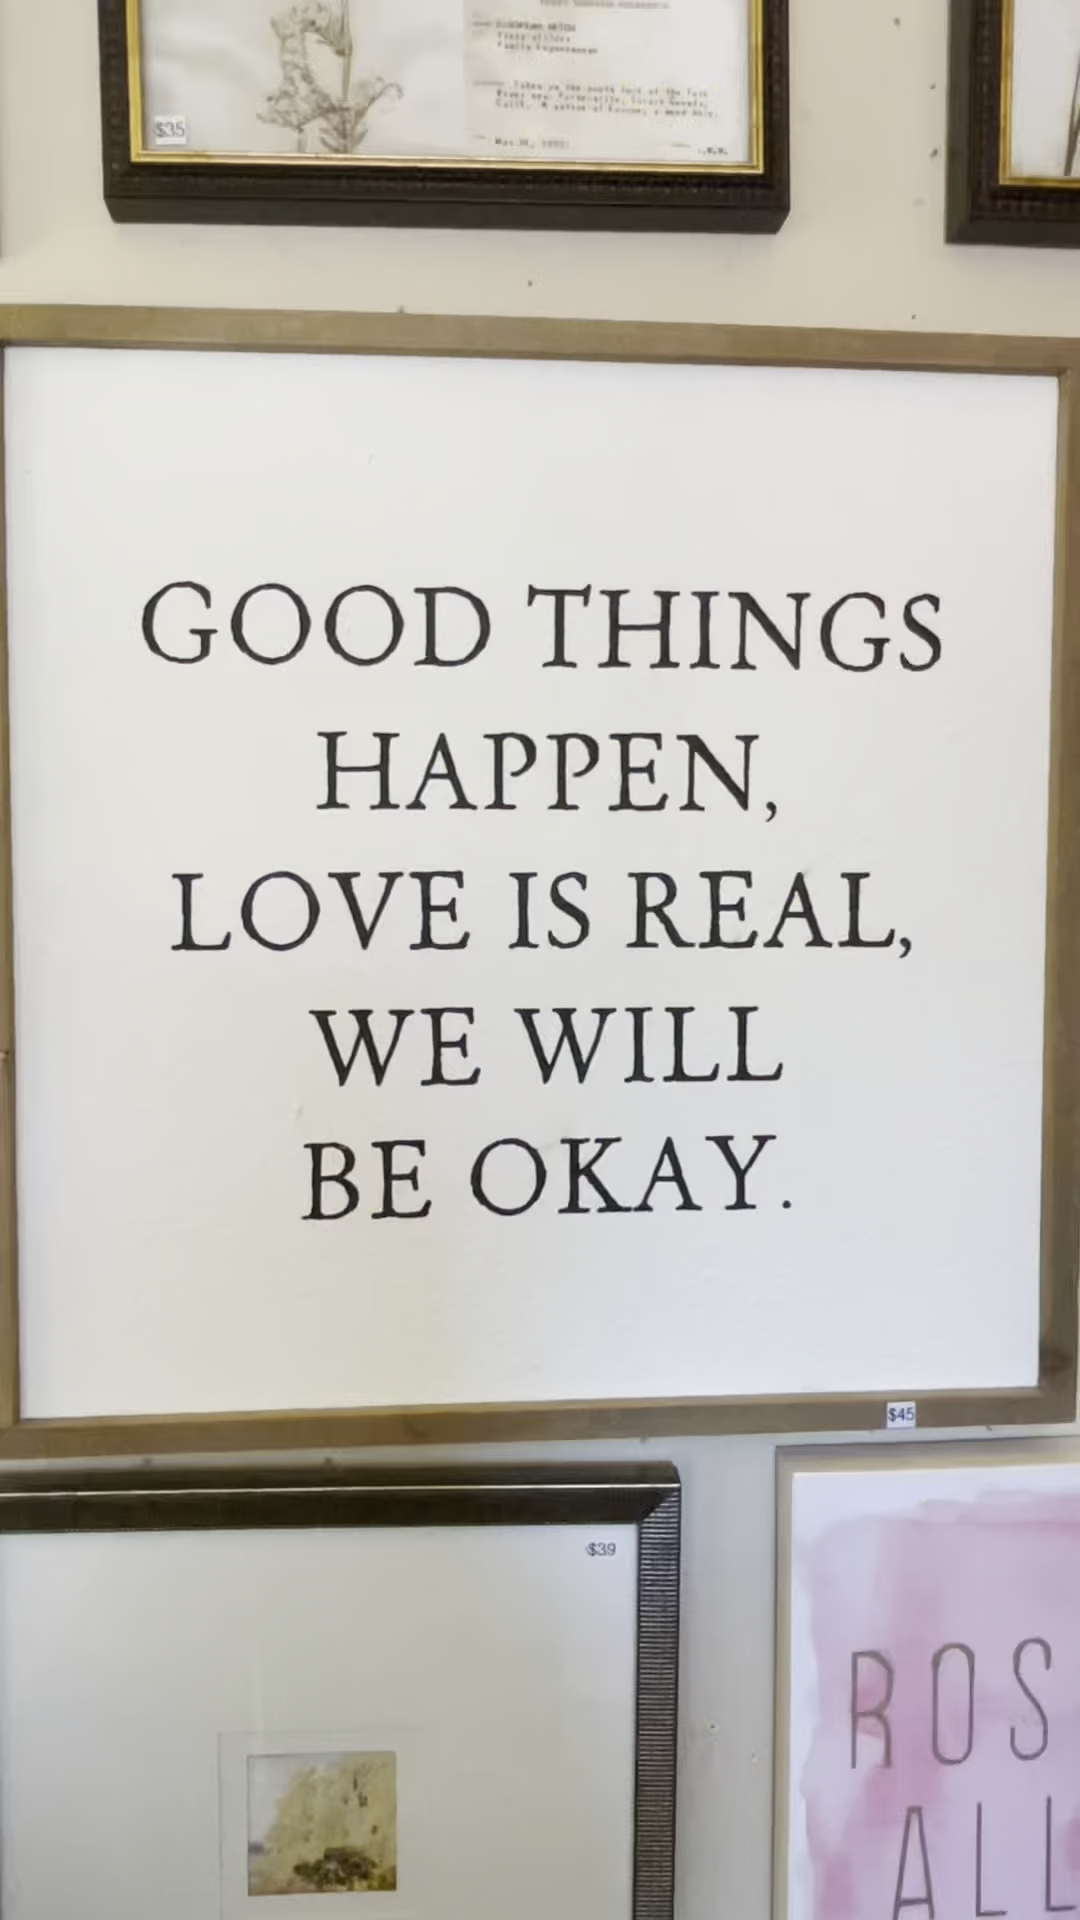 $35
GOOD THINGS
HAPPEN,
LOVE IS REAL,
WE WILL
BE OKAY.
$45
$39
ROS
ALL